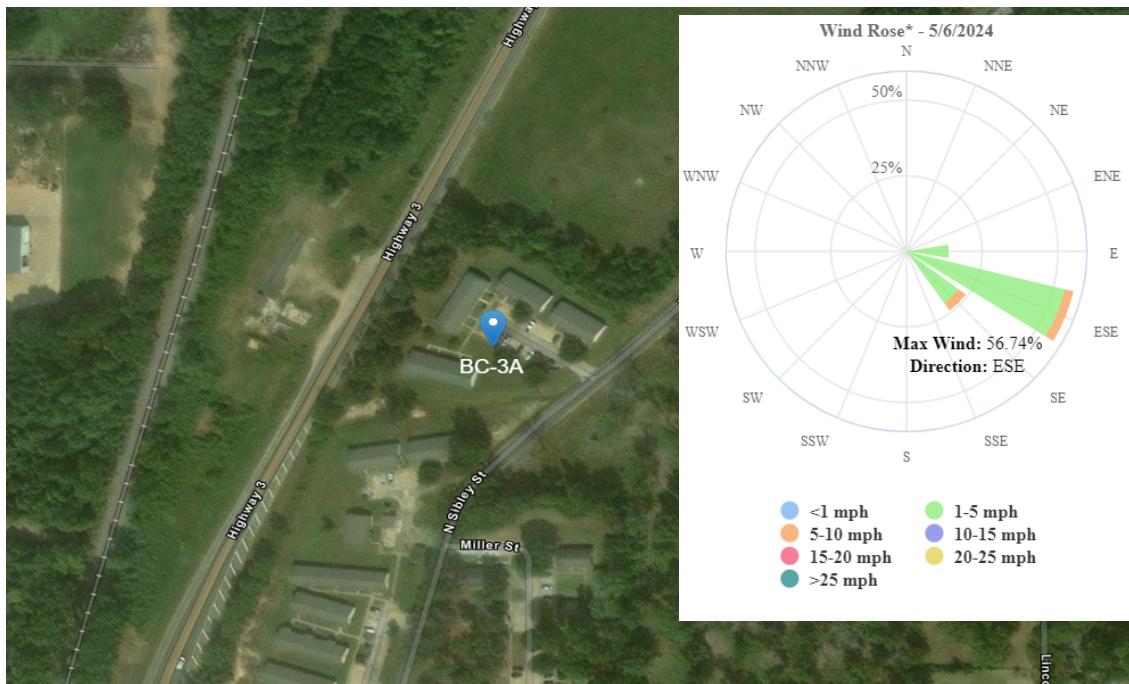 Highway
Highway 3
Highway 3
BC-3A
N Sibley St
Miller St
Wind Rose* - 5/6/2024
N
NNW
NNE
50%
NW
NE
25%
WNW
ENE
W
E
WSW
ESE
Max Wind: 56.74%
Direction: ESE
SW
SE
SSW
SSE
S
<1 mph
1-5 mph
5-10 mph
10-15 mph
15-20 mph
20-25 mph
>25 mph
Linco